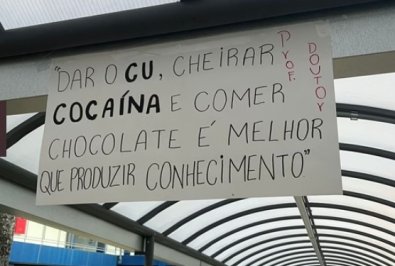 "DAR O CU, CHEIRAR
COCAÍNA E COMER
CHOCOLATE É MELHOR
QUE PRODUZIR CONHECIMENTO"
Prof.
DOUTOR